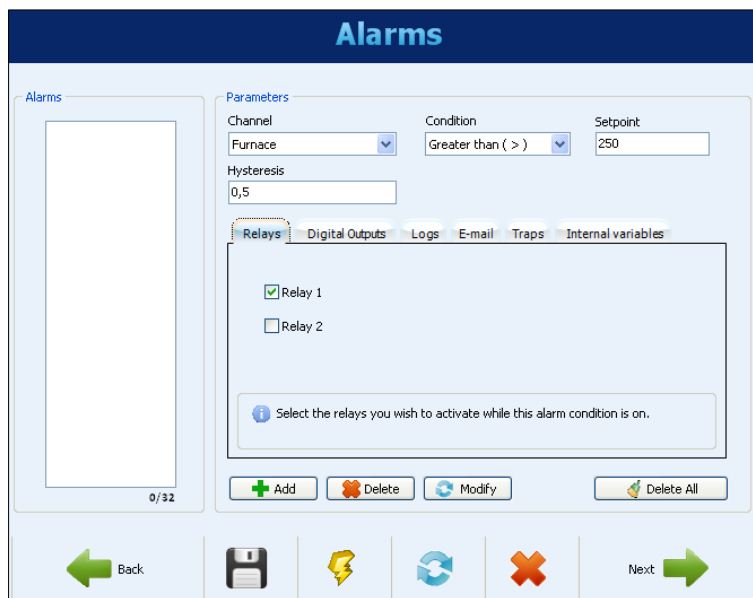 Alarms
Alarms
0/32
Parameters
Channel Condition Setpoint
Furnace Greater than ( > ) 250
Hysteresis
0,5
Relays Digital Outputs Logs E-mail Traps Internal variables
Relay 1
Relay 2
Select the relays you wish to activate while this alarm condition is on.
Add Delete Modify Delete All
Back Next